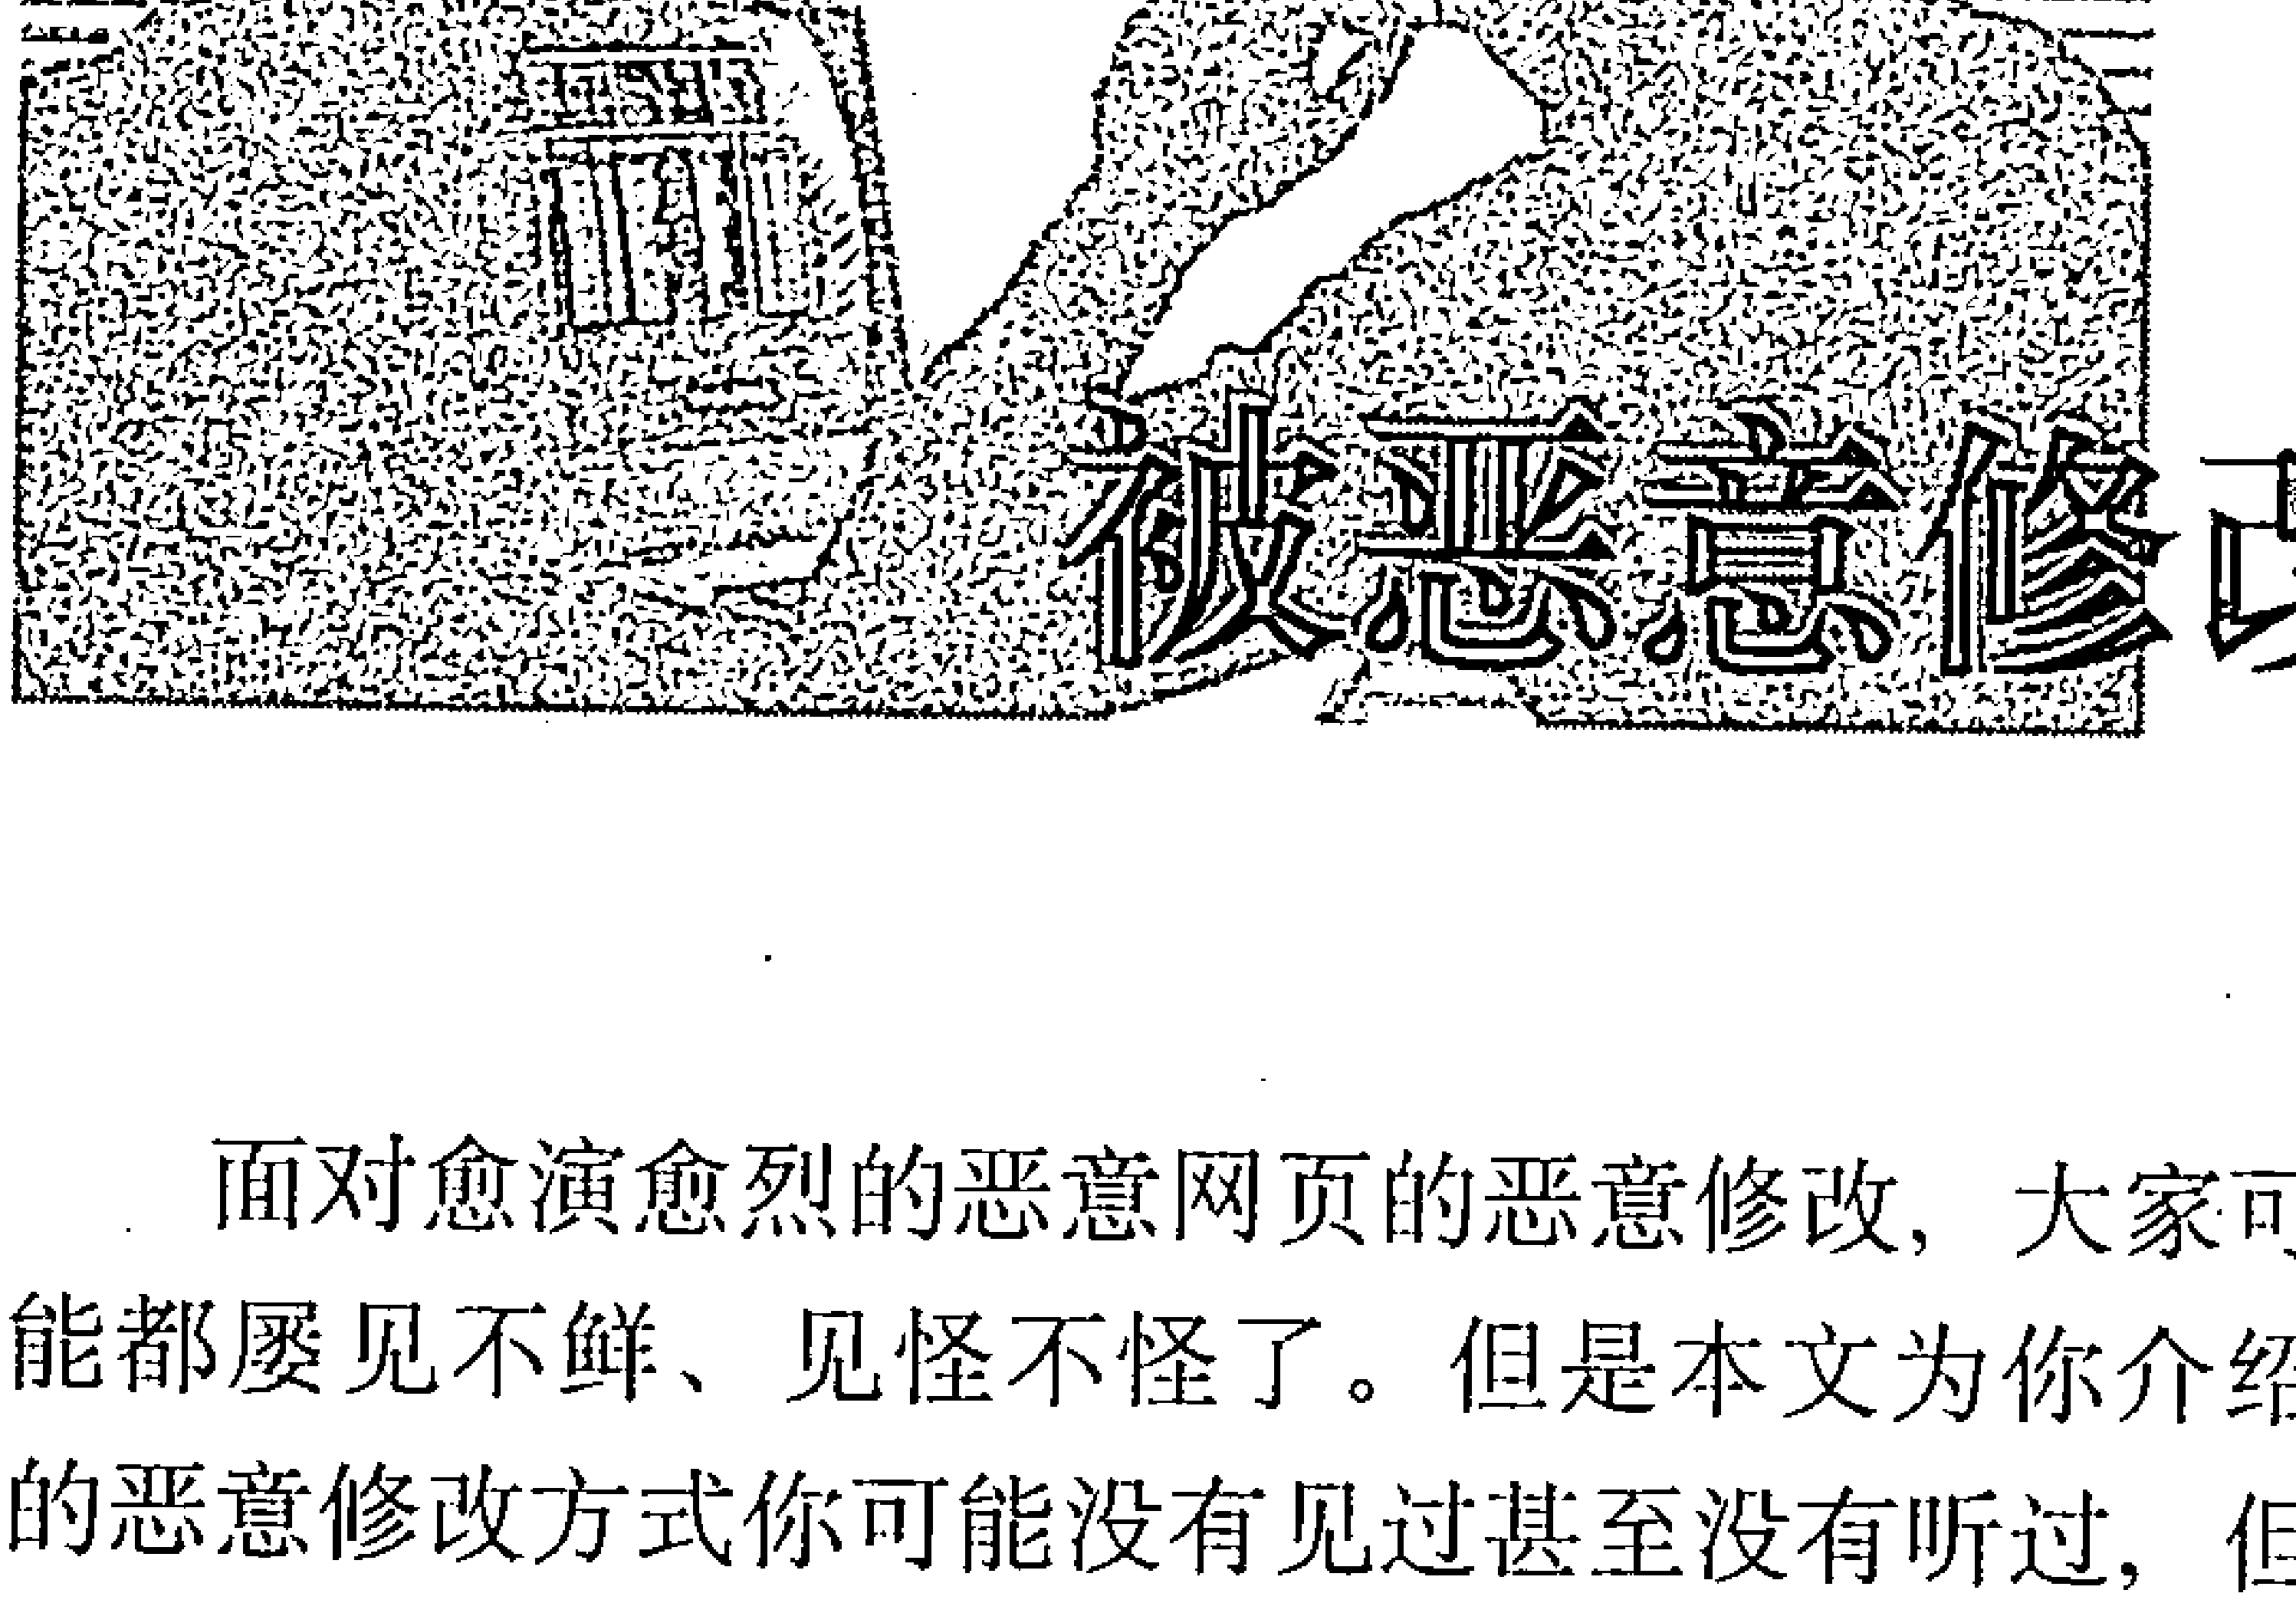 被恶意修改
面对愈演愈烈的恶意网页的恶意修改，大家可
能都屡见不鲜、见怪不怪了。但是本文为你介绍
的恶意修改方式你可能没有见过甚至没有听过，但